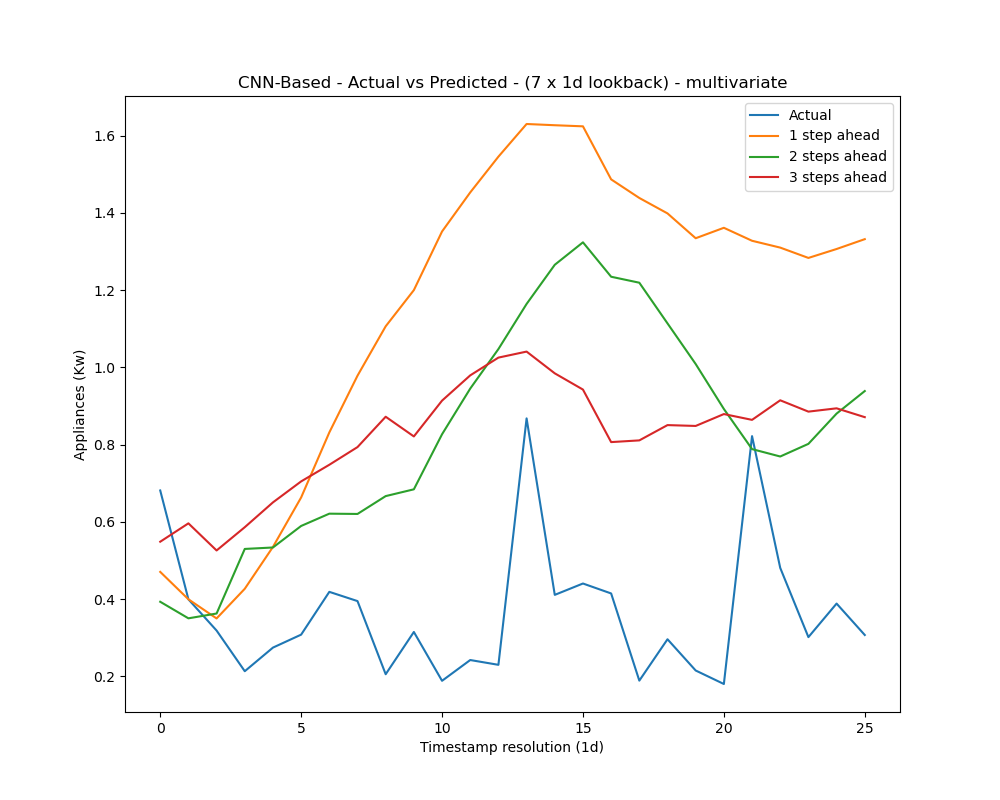 CNN-Based - Actual vs Predicted - (7 x 1d lookback) - multivariate
Actual
1 step ahead
2 steps ahead
3 steps ahead
Appliances (Kw)
1.6
1.4
1.2
1.0
0.8
0.6
0.4
0.2
0 5 10 15 20 25
Timestamp resolution (1d)